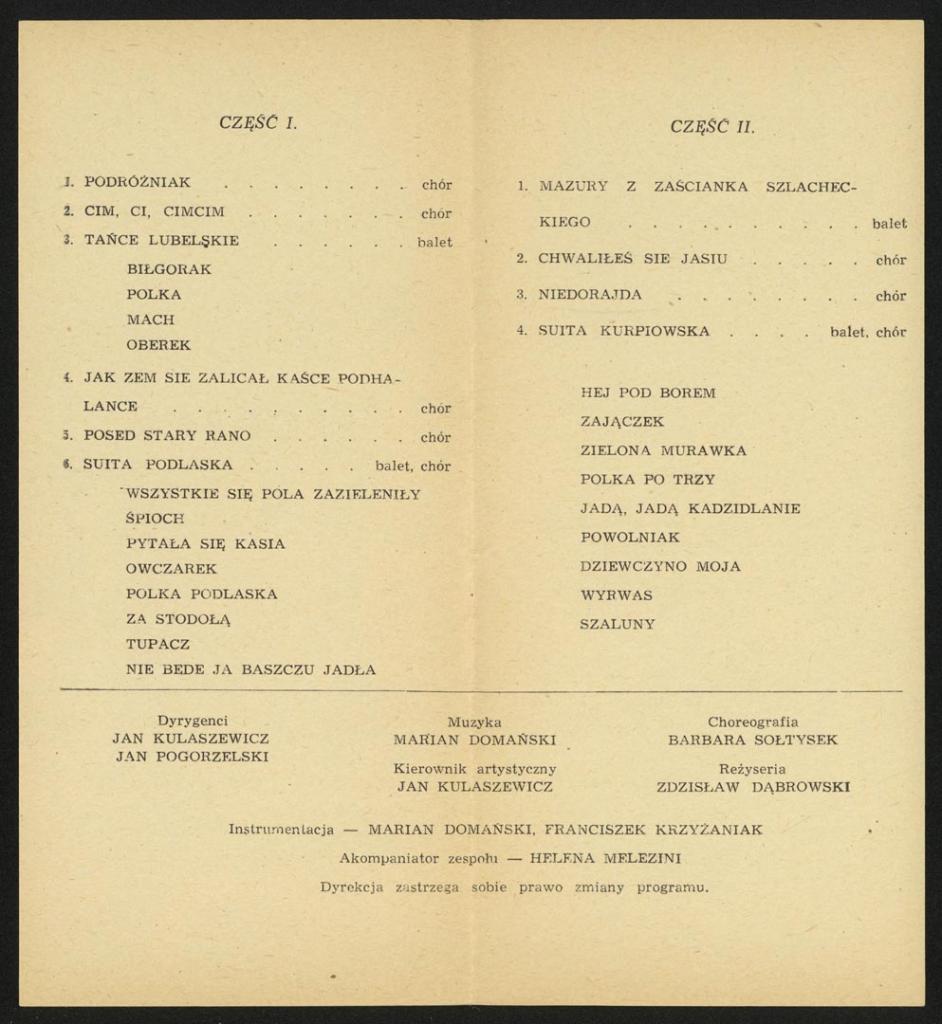 CZĘŚĆ I.
1. PODRÓŻNIAK . . . . . . . . chór
2. CIM, CI, CIMCIM . . . . . . . chór
3. TAŃCE LUBELSKIE . . . . . . balet
BIŁGORAK
POLKA
MACH
OBEREK
4. JAK ZEM SIE ZALICAŁ KAŚCE PODHA-
LANCE . . . . . . . . . . chór
5. POSED STARY RANO . . . . . . chór
6. SUITA PODLASKA . . . . . balet, chór
WSZYSTKIE SIĘ POLA ZAZIELENIŁY
ŚPIOCH
PYTAŁA SIĘ KASIA
OWCZAREK
POLKA PODLASKA
ZA STODOŁĄ
TUPACZ
NIE BEDE JA BASZCZU JADŁA
CZĘŚĆ II.
1. MAZURY Z ZAŚCIANKA SZLACHEC-
KIEGO . . . . . . . . . . balet
2. CHWALIŁEŚ SIE JASIU . . . . . chór
3. NIEDORAJDA . . . . . . . . chór
4. SUITA KURPIOWSKA . . . . balet, chór
HEJ POD BOREM
ZAJĄCZEK
ZIELONA MURAWKA
POLKA PO TRZY
JADĄ, JADĄ KADZIDLANIE
POWOLNIAK
DZIEWCZYNO MOJA
WYRWAS
SZALUNY
Dyrygenci
JAN KULASZEWICZ
JAN POGORZELSKI
Muzyka
MARIAN DOMAŃSKI
Kierownik artystyczny
JAN KULASZEWICZ
Choreografia
BARBARA SOŁTYSEK
Reżyseria
ZDZISŁAW DĄBROWSKI
Instrumentacja — MARIAN DOMAŃSKI, FRANCISZEK KRZYŻANIAK
Akompaniator zespołu — HELENA MELEZINI
Dyrekcja zastrzega sobie prawo zmiany programu.